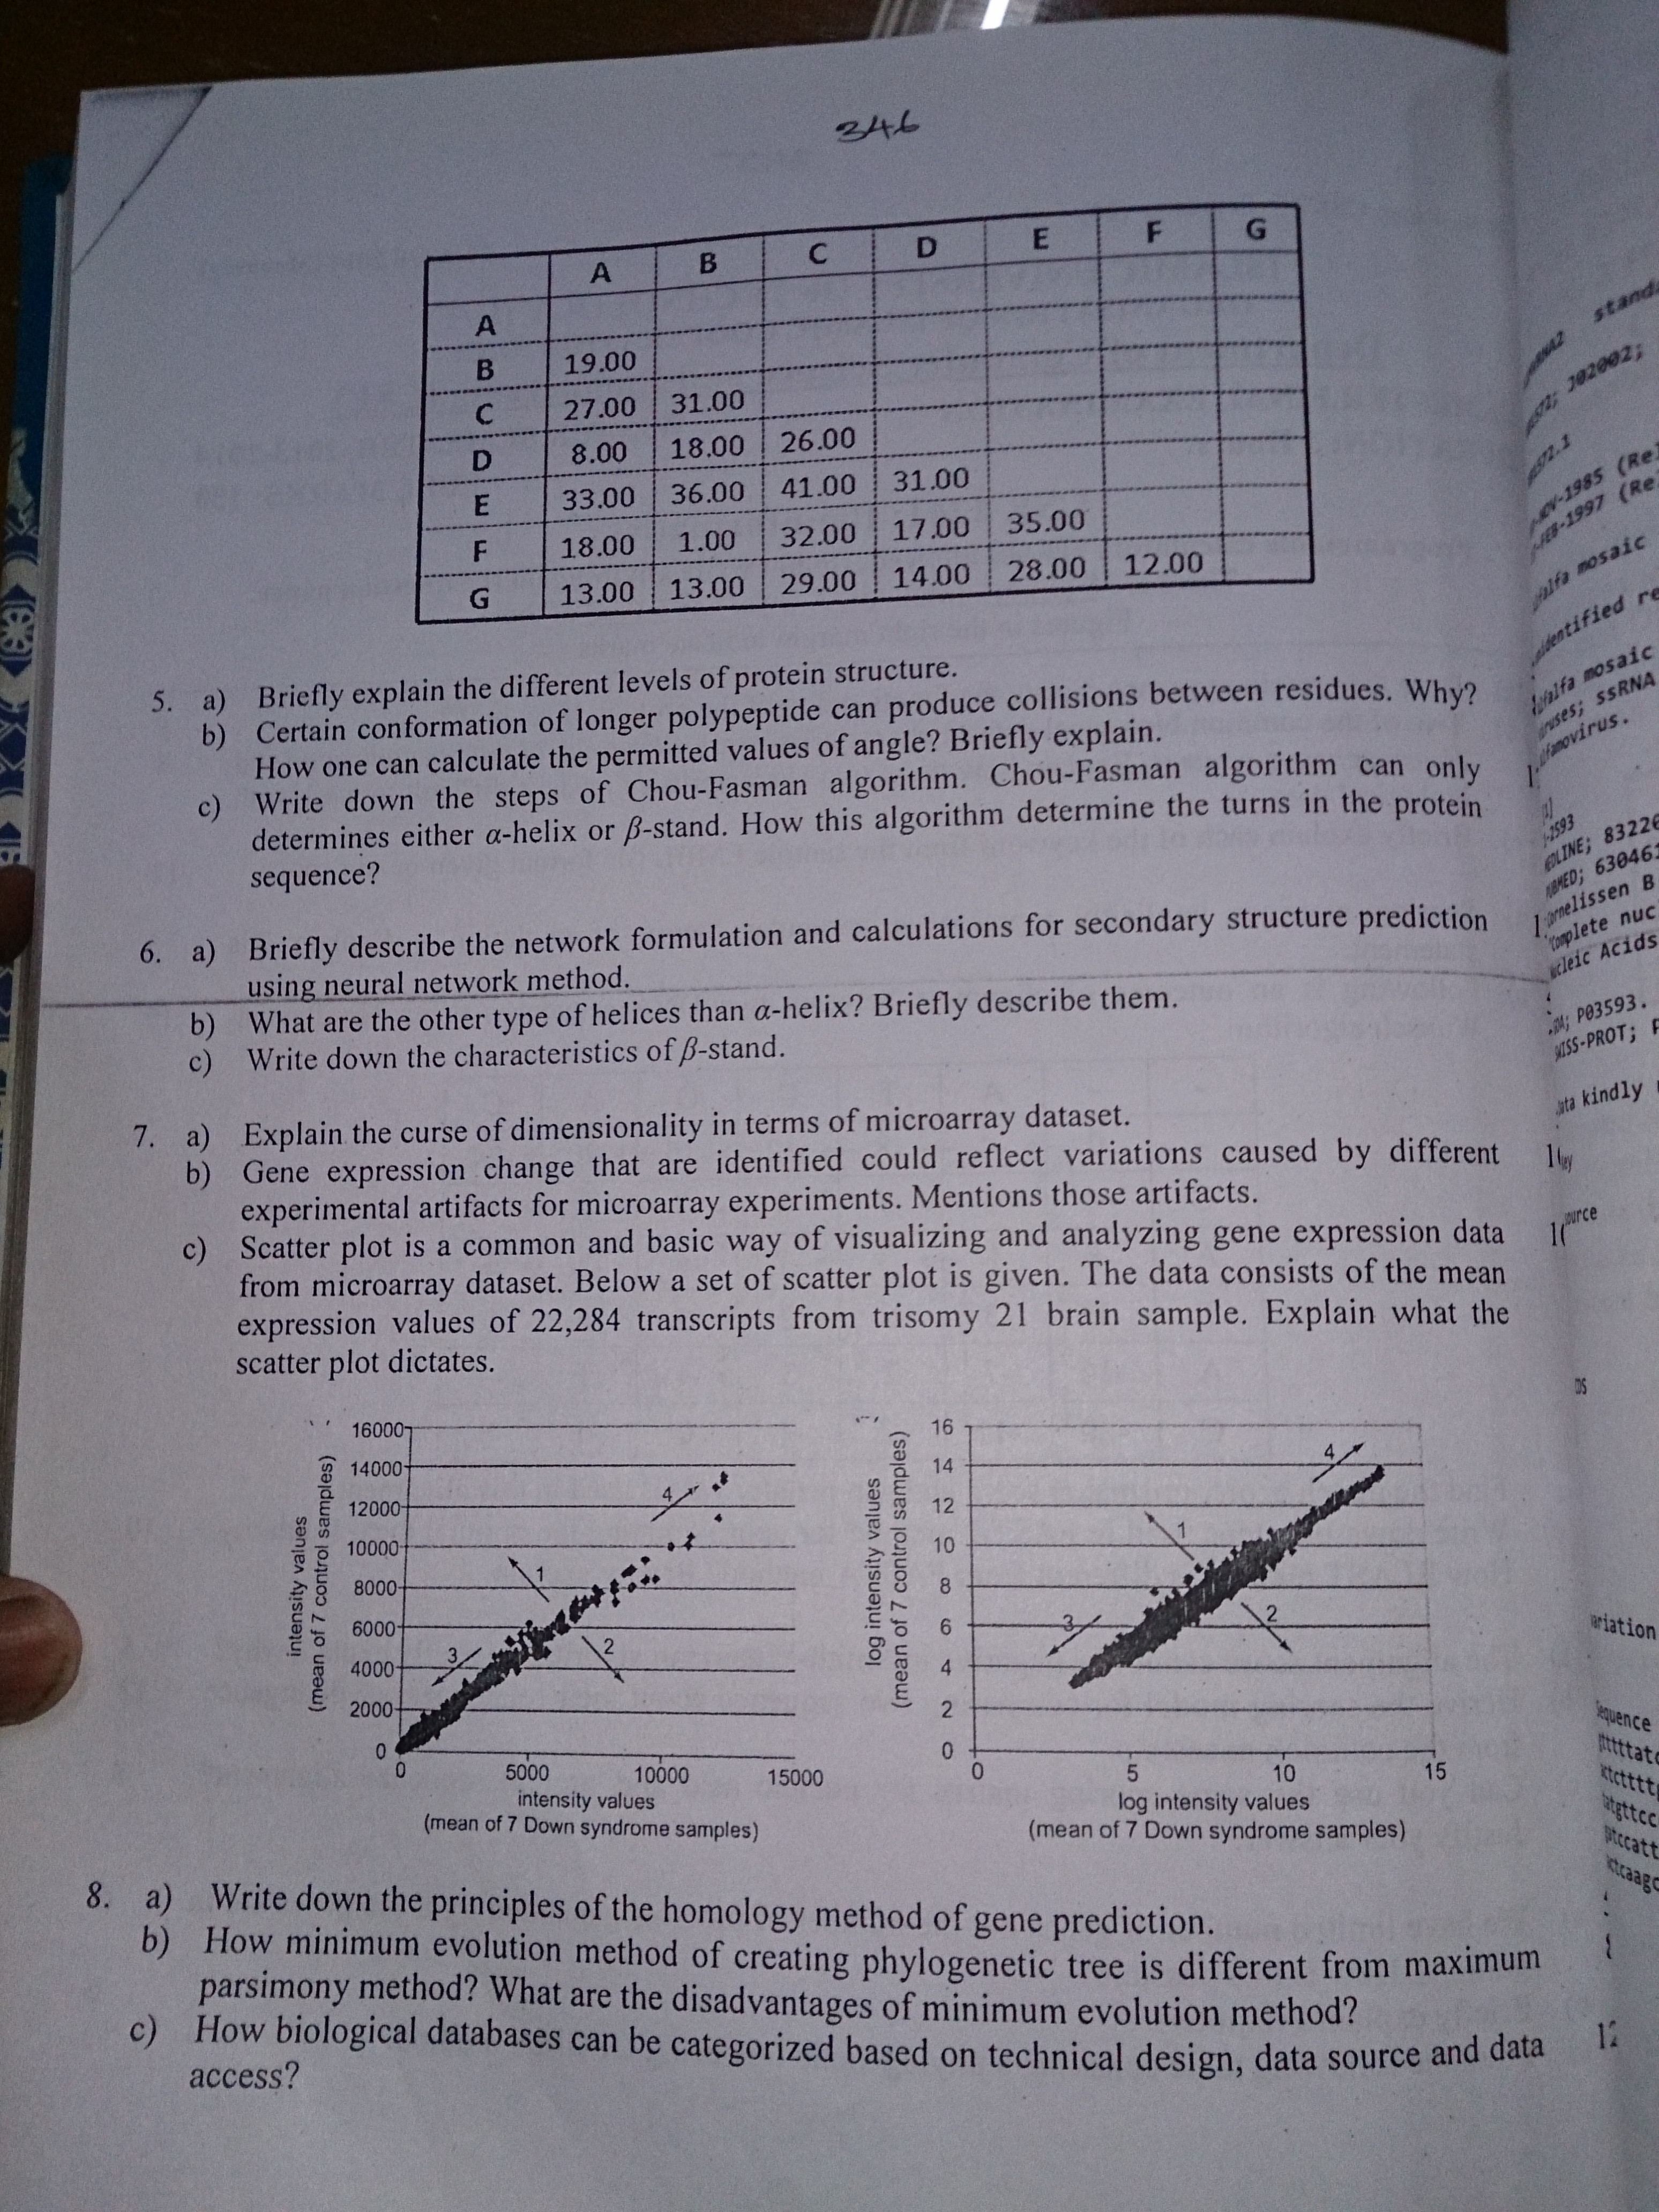 346
A B C D E F G
A
B 19.00
C 27.00 31.00
D 8.00 18.00 26.00
E 33.00 36.00 41.00 31.00
F 18.00 1.00 32.00 17.00 35.00
G 13.00 13.00 29.00 14.00 28.00 12.00
5. a) Briefly explain the different levels of protein structure.
b) Certain conformation of longer polypeptide can produce collisions between residues. Why?
How one can calculate the permitted values of angle? Briefly explain.
c) Write down the steps of Chou-Fasman algorithm. Chou-Fasman algorithm can only
determines either α-helix or β-stand. How this algorithm determine the turns in the protein
sequence?
6. a) Briefly describe the network formulation and calculations for secondary structure prediction
using neural network method.
b) What are the other type of helices than α-helix? Briefly describe them.
c) Write down the characteristics of β-stand.
7. a) Explain the curse of dimensionality in terms of microarray dataset.
b) Gene expression change that are identified could reflect variations caused by different
experimental artifacts for microarray experiments. Mentions those artifacts.
c) Scatter plot is a common and basic way of visualizing and analyzing gene expression data
from microarray dataset. Below a set of scatter plot is given. The data consists of the mean
expression values of 22,284 transcripts from trisomy 21 brain sample. Explain what the
scatter plot dictates.
intensity values
(mean of 7 control samples)
16000
14000
12000
10000
8000
6000
4000
2000
0
1
2
3
4
0 5000 10000 15000
intensity values
(mean of 7 Down syndrome samples)
log intensity values
(mean of 7 control samples)
16
14
12
10
8
6
4
2
0
1
2
3
4
0 5 10 15
log intensity values
(mean of 7 Down syndrome samples)
8. a) Write down the principles of the homology method of gene prediction.
b) How minimum evolution method of creating phylogenetic tree is different from maximum
parsimony method? What are the disadvantages of minimum evolution method?
c) How biological databases can be categorized based on technical design, data source and data
access?
J02002;
-1985
-1997
mosaic
mosaic
ssRNA
P03593.
kindly